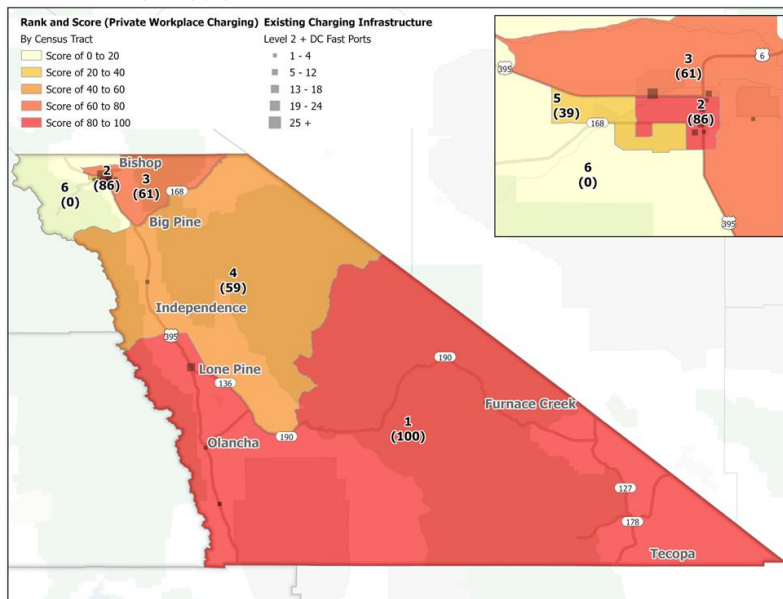 Rank and Score (Private Workplace Charging)
By Census Tract
Score of 0 to 20
Score of 20 to 40
Score of 40 to 60
Score of 60 to 80
Score of 80 to 100
Existing Charging Infrastructure
Level 2 + DC Fast Ports
1 - 4
5 - 12
13 - 18
19 - 24
25 +
395
6
3
(61)
5
(39)
2
(86)
168
6
(0)
395
Bishop
2
(86)
3
(61)
6
(0)
168
Big Pine
4
(59)
Independence
395
Lone Pine
136
190
Furnace Creek
1
(100)
Olancha
190
127
178
Tecopa